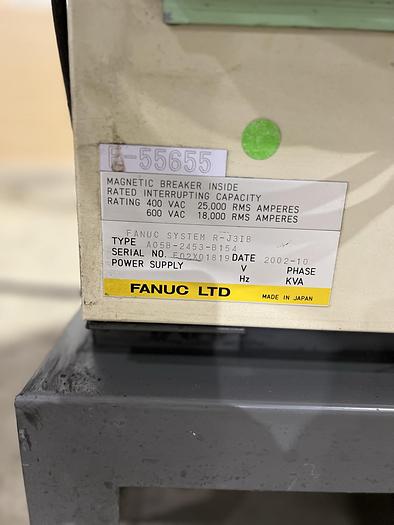 F-55655
MAGNETIC BREAKER INSIDE
RATED INTERRUPTING CAPACITY
RATING 400 VAC 25,000 RMS AMPERES
600 VAC 18,000 RMS AMPERES
FANUC SYSTEM R-J3IB
TYPE A05B-2453-B154
SERIAL NO. E02X01819 DATE 2002-10
POWER SUPPLY V PHASE
Hz KVA
FANUC LTD MADE IN JAPAN